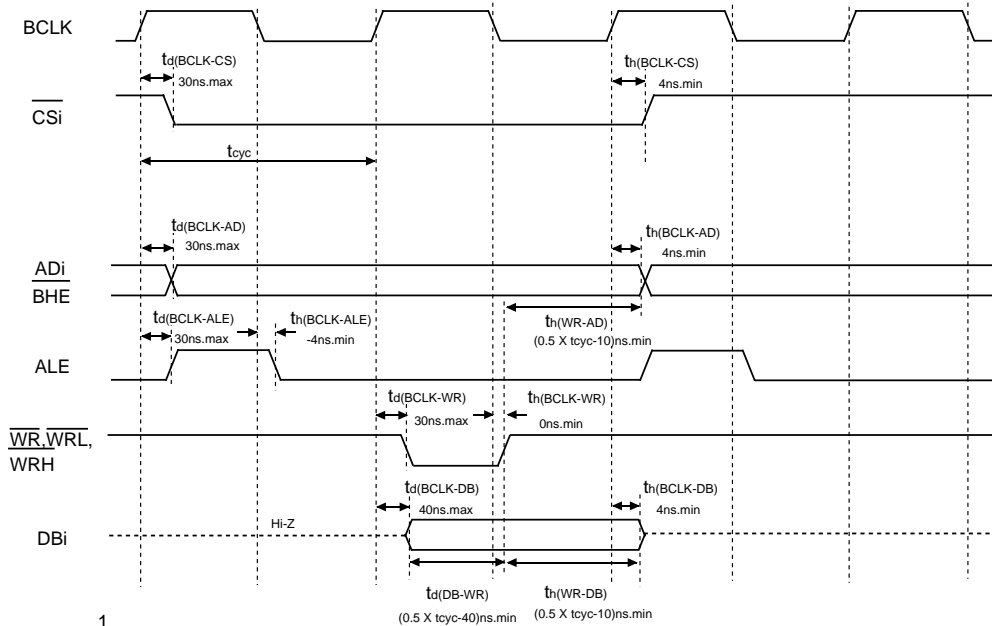 BCLK
td(BCLK-CS)
30ns.max
th(BCLK-CS)
4ns.min
CSi
tcyc
td(BCLK-AD)
30ns.max
th(BCLK-AD)
4ns.min
ADi
BHE
td(BCLK-ALE)
30ns.max
th(BCLK-ALE)
-4ns.min
th(WR-AD)
(0.5 X tcyc-10)ns.min
ALE
td(BCLK-WR)
30ns.max
th(BCLK-WR)
0ns.min
WR,WRL,
WRH
td(BCLK-DB)
40ns.max
th(BCLK-DB)
4ns.min
Hi-Z
DBi
td(DB-WR)
(0.5 X tcyc-40)ns.min
th(WR-DB)
(0.5 X tcyc-10)ns.min
1